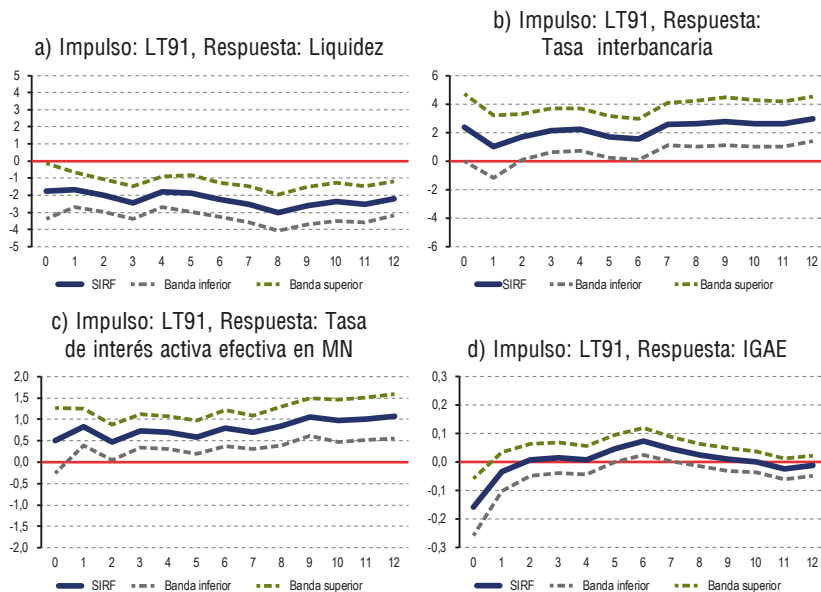 a) Impulso: LT91, Respuesta: Liquidez
5
4
3
2
1
0
-1
-2
-3
-4
-5
0 1 2 3 4 5 6 7 8 9 10 11 12
SIRF Banda inferior Banda superior
b) Impulso: LT91, Respuesta:
Tasa interbancaria
6
4
2
0
-2
-4
-6
0 1 2 3 4 5 6 7 8 9 10 11 12
SIRF Banda inferior Banda superior
c) Impulso: LT91, Respuesta: Tasa
de interés activa efectiva en MN
2,0
1,5
1,0
0,5
0,0
-0,5
-1,0
-1,5
-2,0
0 1 2 3 4 5 6 7 8 9 10 11 12
SIRF Banda inferior Banda superior
d) Impulso: LT91, Respuesta: IGAE
0,3
0,2
0,1
0,0
-0,1
-0,2
-0,3
0 1 2 3 4 5 6 7 8 9 10 11 12
SIRF Banda inferior Banda superior